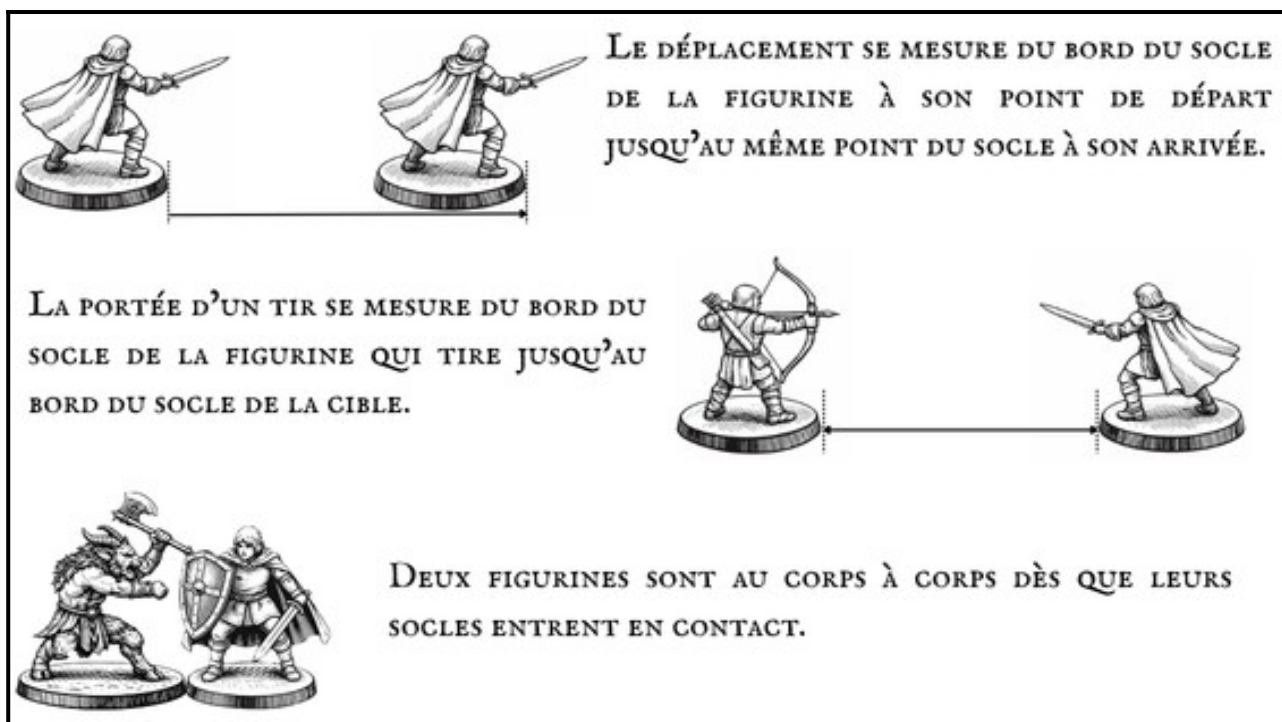 Le déplacement se mesure du bord du socle
de la figurine à son point de départ
jusqu'au même point du socle à son arrivée.
La portée d'un tir se mesure du bord du
socle de la figurine qui tire jusqu'au
bord du socle de la cible.
Deux figurines sont au corps à corps dès que leurs
socles entrent en contact.